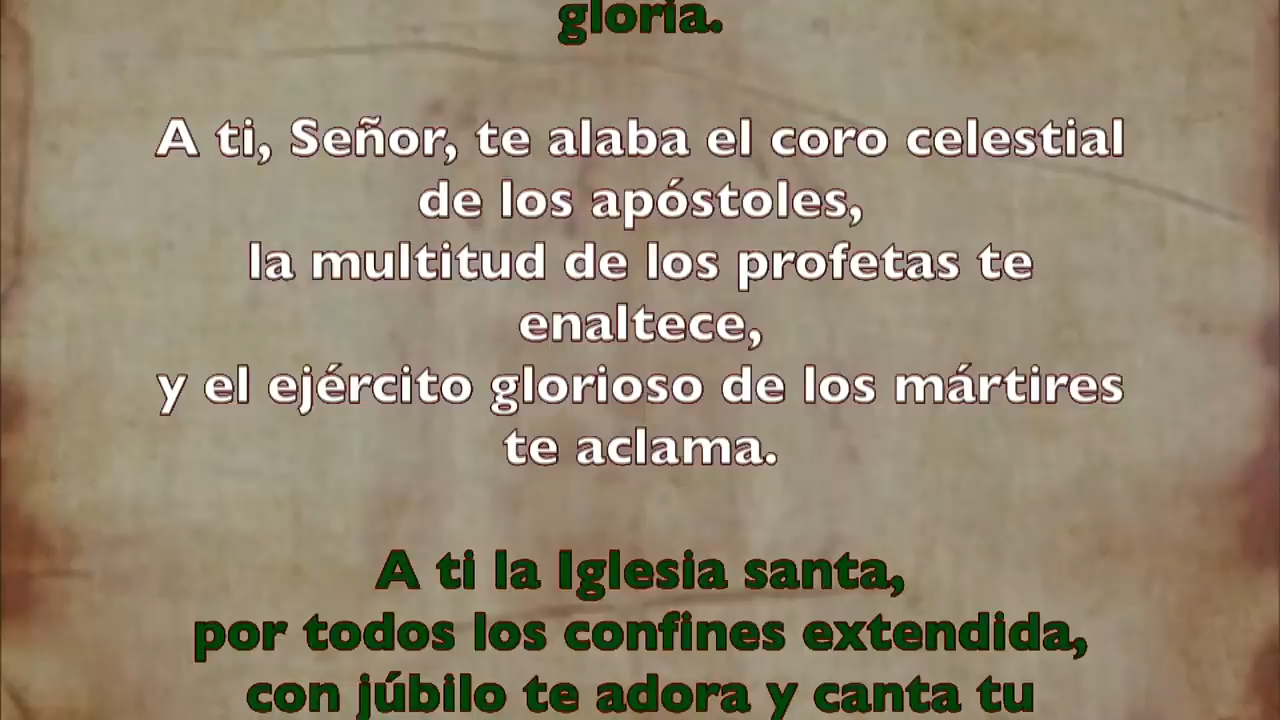 gloria.
A ti, Señor, te alaba el coro celestial
de los apóstoles,
la multitud de los profetas te
enaltece,
y el ejército glorioso de los mártires
te aclama.
A ti la Iglesia santa,
por todos los confines extendida,
con júbilo te adora y canta tu